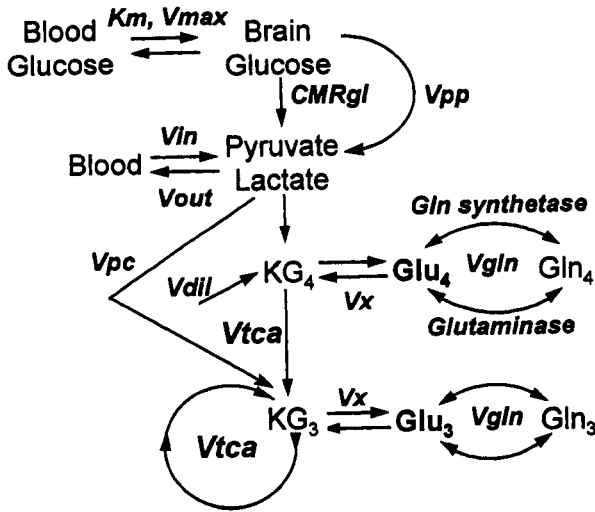 Km, Vmax
Blood Glucose
Brain Glucose
CMRgl
Vpp
Vin
Blood
Vout
Pyruvate
Lactate
Gln synthetase
Vpc
Vdil
KG4
Vx
Glu4
Vgln
Gln4
Glutaminase
Vtca
KG3
Vx
Glu3
Vgln
Gln3
Vtca